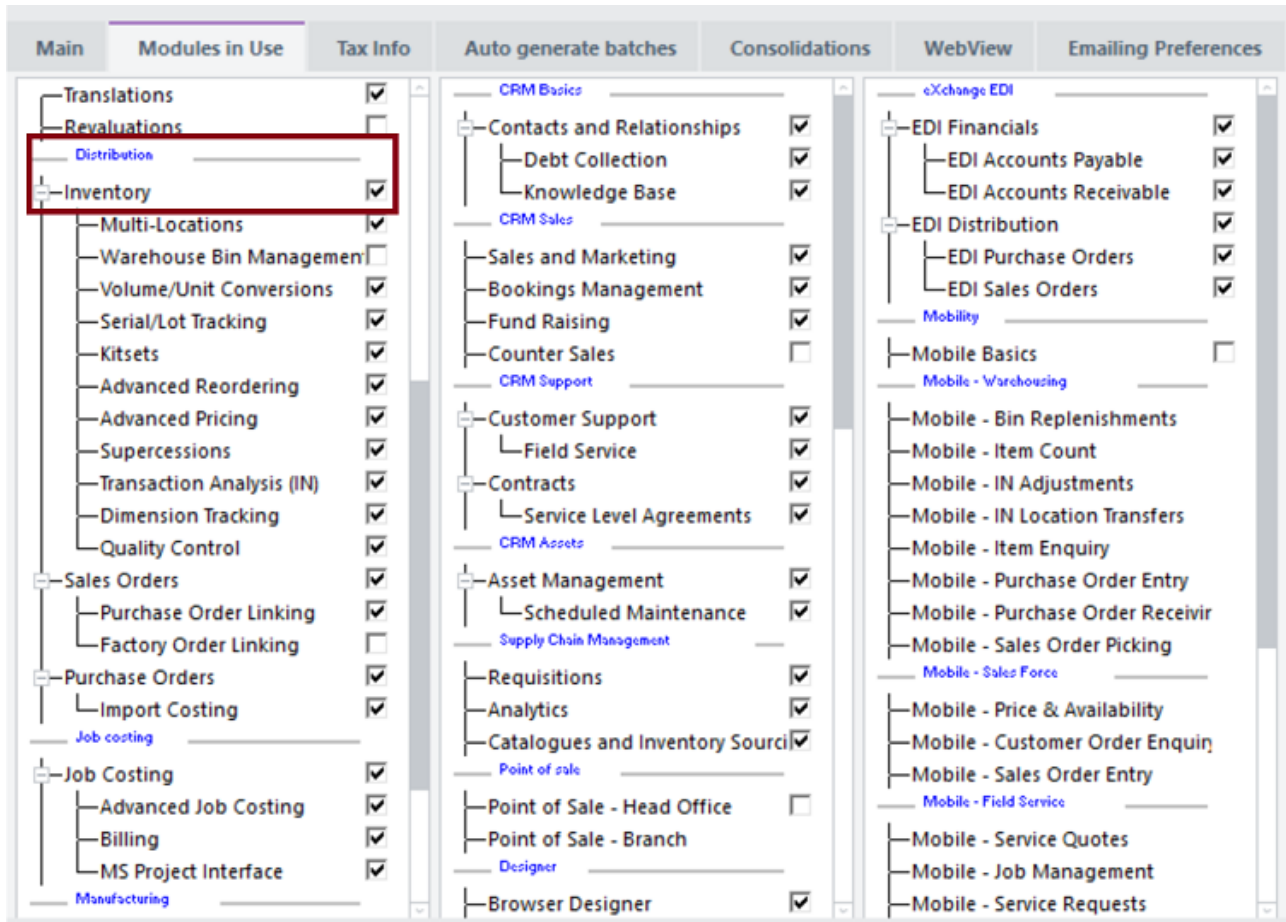 Main Modules in Use Tax Info Auto generate batches Consolidations WebView Emailing Preferences
Translations
Revaluations
Distribution
Inventory
Multi-Locations
Warehouse Bin Management
Volume/Unit Conversions
Serial/Lot Tracking
Kitsets
Advanced Reordering
Advanced Pricing
Supercessions
Transaction Analysis (IN)
Dimension Tracking
Quality Control
Sales Orders
Purchase Order Linking
Factory Order Linking
Purchase Orders
Import Costing
Job costing
Job Costing
Advanced Job Costing
Billing
MS Project Interface
Manufacturing
CRM Basics
Contacts and Relationships
Debt Collection
Knowledge Base
CRM Sales
Sales and Marketing
Bookings Management
Fund Raising
Counter Sales
CRM Support
Customer Support
Field Service
Contracts
Service Level Agreements
CRM Assets
Asset Management
Scheduled Maintenance
Supply Chain Management
Requisitions
Analytics
Catalogues and Inventory Sourci
Point of sale
Point of Sale - Head Office
Point of Sale - Branch
Designer
Browser Designer
eXchange EDI
EDI Financials
EDI Accounts Payable
EDI Accounts Receivable
EDI Distribution
EDI Purchase Orders
EDI Sales Orders
Mobility
Mobile Basics
Mobile - Warehousing
Mobile - Bin Replenishments
Mobile - Item Count
Mobile - IN Adjustments
Mobile - IN Location Transfers
Mobile - Item Enquiry
Mobile - Purchase Order Entry
Mobile - Purchase Order Receivir
Mobile - Sales Order Picking
Mobile - Sales Force
Mobile - Price & Availability
Mobile - Customer Order Enquiry
Mobile - Sales Order Entry
Mobile - Field Service
Mobile - Service Quotes
Mobile - Job Management
Mobile - Service Requests